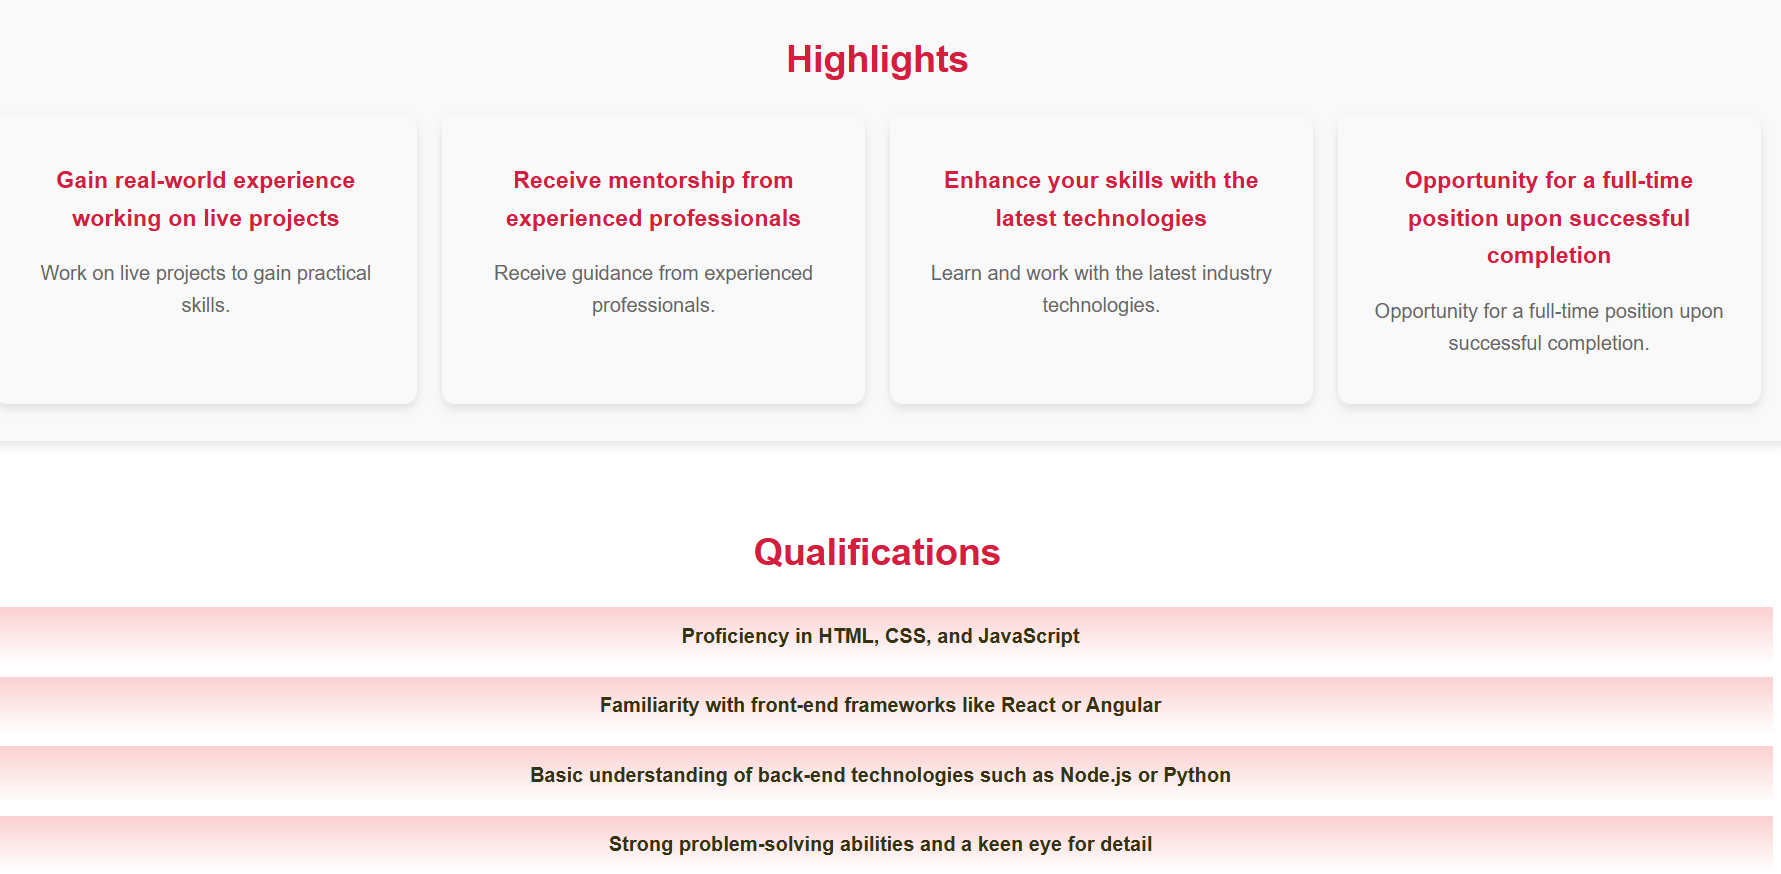 Highlights
Gain real-world experience
working on live projects
Work on live projects to gain practical
skills.
Receive mentorship from
experienced professionals
Receive guidance from experienced
professionals.
Enhance your skills with the
latest technologies
Learn and work with the latest industry
technologies.
Opportunity for a full-time
position upon successful
completion
Opportunity for a full-time position upon
successful completion.
Qualifications
Proficiency in HTML, CSS, and JavaScript
Familiarity with front-end frameworks like React or Angular
Basic understanding of back-end technologies such as Node.js or Python
Strong problem-solving abilities and a keen eye for detail